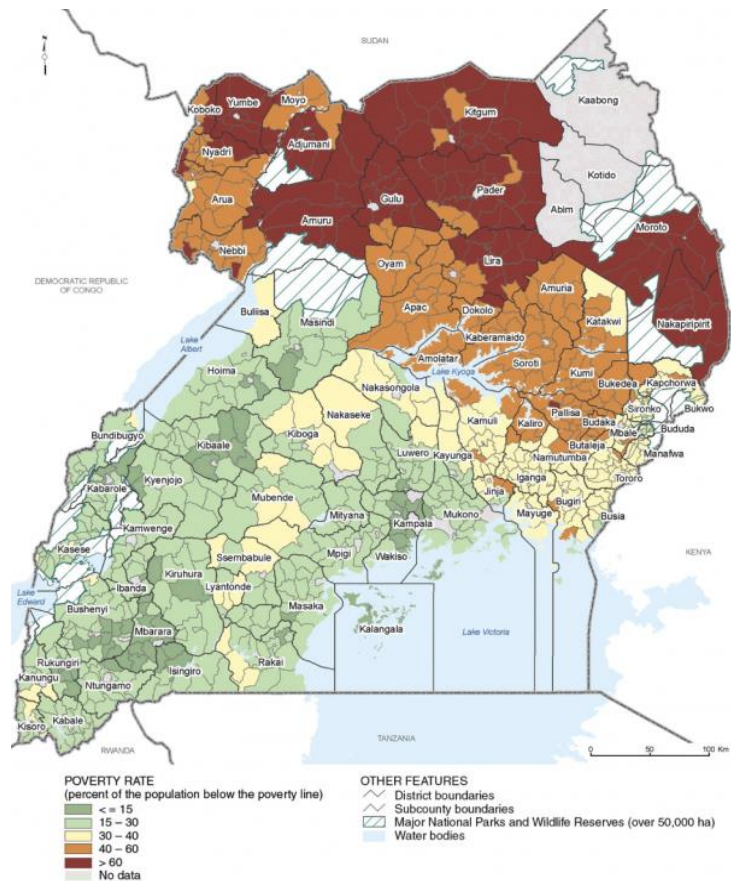 SUDAN
Kaabong
Koboko
Yumbe
Moyo
Kitgum
Adjumani
Nyadri
Kotido
Pader
Arua
Gulu
Abim
Amuru
Moroto
Nebbi
Lira
Oyam
DEMOCRATIC REPUBLIC
OF CONGO
Amuria
Buliisa
Apac
Dokolo
Katakwi
Nakapiripirit
Masindi
Kaberamaido
Lake
Albert
Amolatar
Soroti
Hoima
Lake Kyoga
Kumi
Nakasongola
Bukedea
Kapchorwa
Nakaseke
Pallisa
Sironko
Bukwo
Kamuli
Kaliro
Budaka
Bududa
Bundibugyo
Kiboga
Mbale
Kibaale
Butaleja
Manafwa
Luwero
Kayunga
Namutumba
Kyenjojo
Tororo
Kabarole
Iganga
Mubende
Jinja
Bugiri
Kamwenge
Mityana
Kampala
Mukono
Mayuge
Busia
Kasese
Ssembabule
Mpigi
Wakiso
KENYA
Kiruhura
Lake
Edward
Ibanda
Lyantonde
Bushenyi
Masaka
Mbarara
Kalangala
Lake Victoria
Rukungiri
Isingiro
Rakai
Kanungu
Ntungamo
Kisoro
Kabale
TANZANIA
RWANDA
0 50 100 Km
POVERTY RATE
(percent of the population below the poverty line)
< = 15
15 – 30
30 – 40
40 – 60
> 60
No data
OTHER FEATURES
District boundaries
Subcounty boundaries
Major National Parks and Wildlife Reserves (over 50,000 ha)
Water bodies